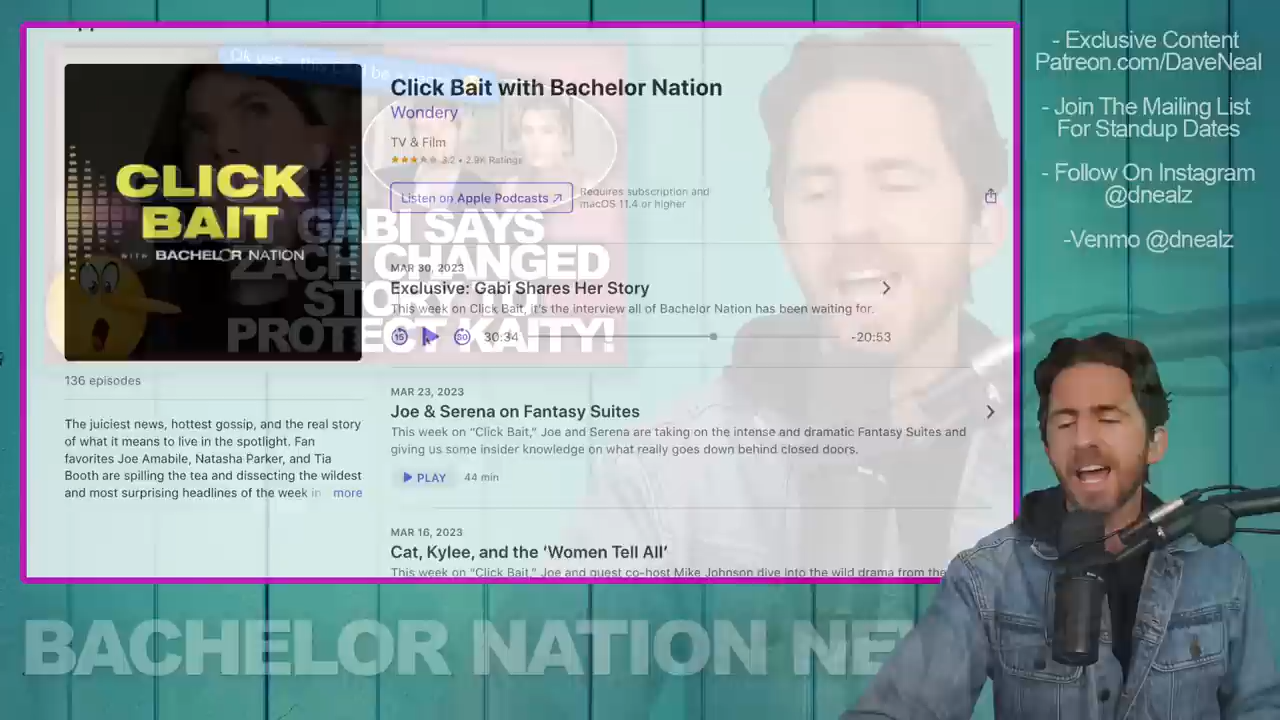 Click Bait with Bachelor Nation
Wondery
TV & Film
3.2 • 2.9K Ratings
Listen on Apple Podcasts ↗
Requires subscription and
macOS 11.4 or higher
CLICK
BAIT
WITH BACHELOR NATION
GABI SAYS
ZACH CHANGED
STORY TO
PROTECT KAITY!
MAR 30, 2023
Exclusive: Gabi Shares Her Story
This week on Click Bait, it's the interview all of Bachelor Nation has been waiting for.
15
30
30:34
-20:53
136 episodes
The juiciest news, hottest gossip, and the real story
of what it means to live in the spotlight. Fan
favorites Joe Amabile, Natasha Parker, and Tia
Booth are spilling the tea and dissecting the wildest
and most surprising headlines of the week in more
MAR 23, 2023
Joe & Serena on Fantasy Suites
This week on “Click Bait,” Joe and Serena are taking on the intense and dramatic Fantasy Suites and
giving us some insider knowledge on what really goes down behind closed doors.
PLAY 44 min
MAR 16, 2023
Cat, Kylee, and the ‘Women Tell All’
This week on “Click Bait,” Joe and guest co-host Mike Johnson dive into the wild drama from the
- Exclusive Content
Patreon.com/DaveNeal
- Join The Mailing List
For Standup Dates
- Follow On Instagram
@dnealz
-Venmo @dnealz
BACHELOR NATION NE